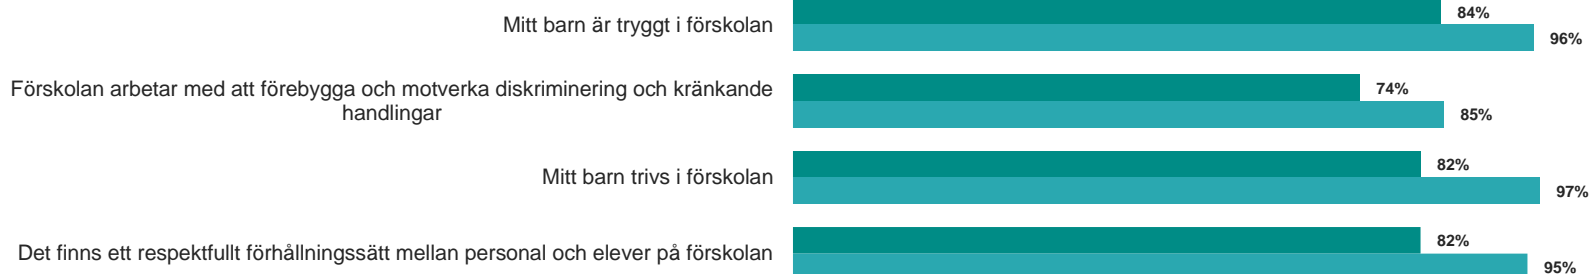 Mitt barn är tryggt i förskolan
84%
96%
Förskolan arbetar med att förebygga och motverka diskriminering och kränkande
handlingar
74%
85%
Mitt barn trivs i förskolan
82%
97%
Det finns ett respektfullt förhållningssätt mellan personal och elever på förskolan
82%
95%